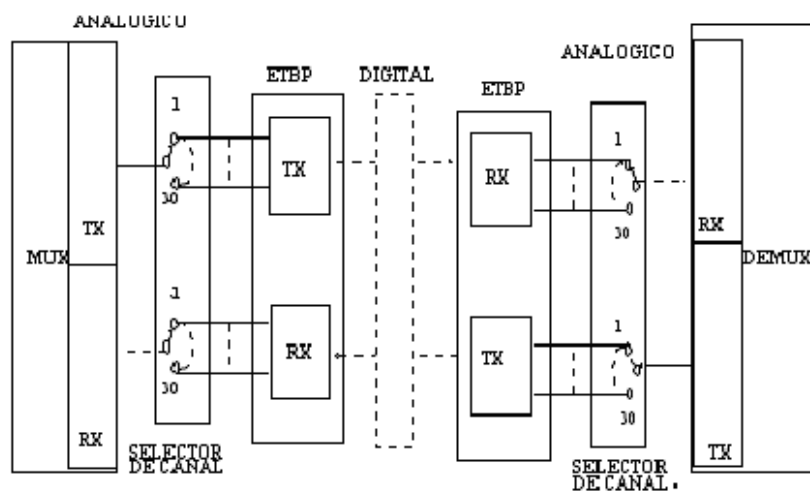 ANALOGICO
ETBP
DIGITAL
ANALOGICO
ETBP
1
30
TX
TX
MUX
1
30
RX
RX
SELECTOR
DE CANAL
RX
1
30
RX
DEMUX
TX
1
30
TX
SELECTOR
DE CANAL.